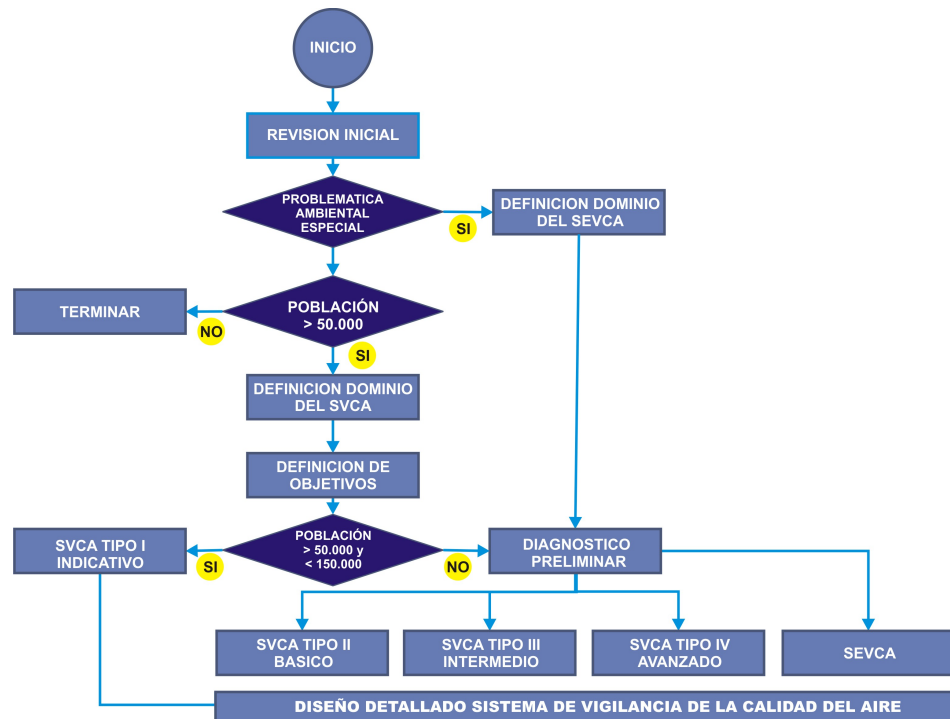 INICIO
REVISION INICIAL
PROBLEMATICA
AMBIENTAL
ESPECIAL
SI
DEFINICION DOMINIO
DEL SEVCA
TERMINAR
NO
POBLACIÓN
> 50.000
SI
DEFINICION DOMINIO
DEL SVCA
DEFINICION DE
OBJETIVOS
SVCA TIPO I
INDICATIVO
SI
POBLACIÓN
> 50.000 y
< 150.000
NO
DIAGNOSTICO
PRELIMINAR
SVCA TIPO II
BASICO
SVCA TIPO III
INTERMEDIO
SVCA TIPO IV
AVANZADO
SEVCA
DISEÑO DETALLADO SISTEMA DE VIGILANCIA DE LA CALIDAD DEL AIRE